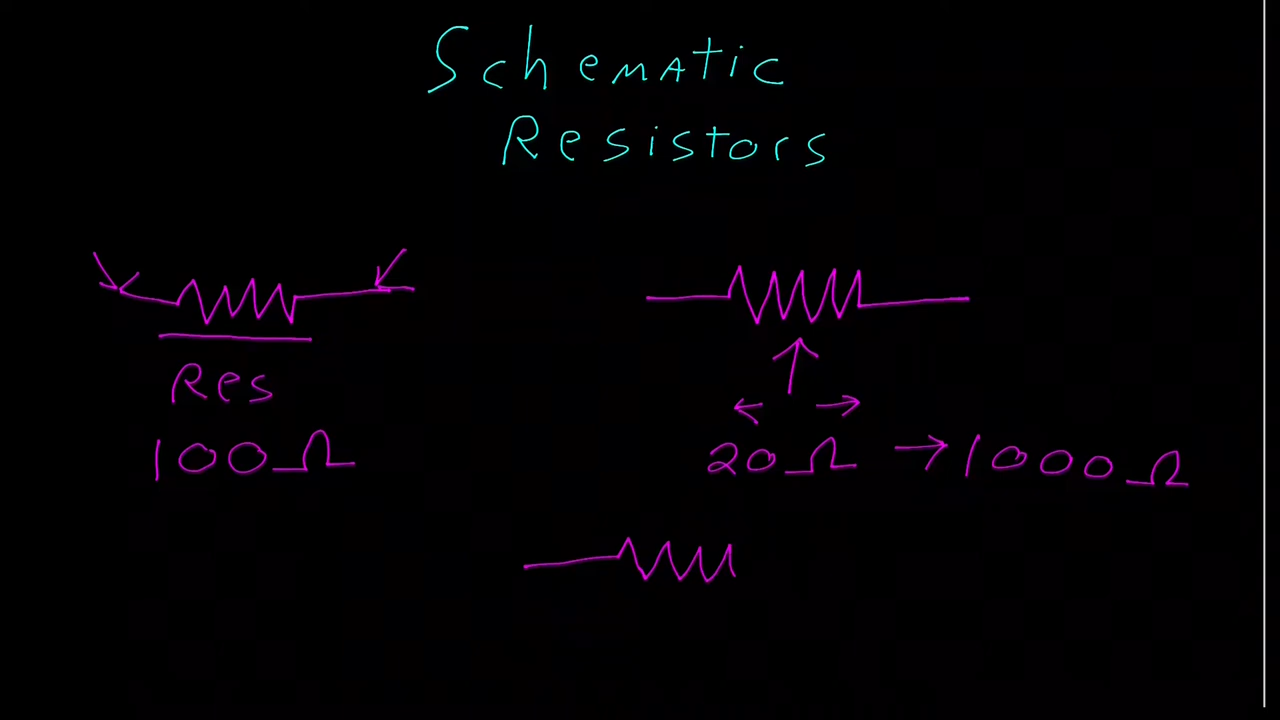 Schematic
Resistors
Res
100Ω
20Ω → 1000Ω